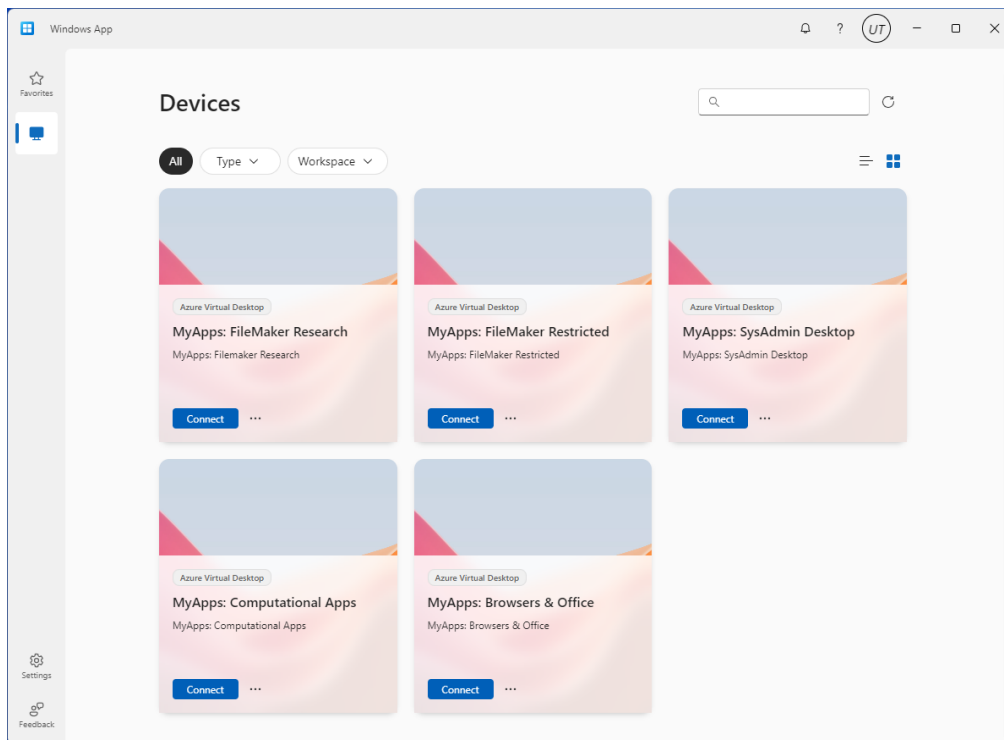 Windows App
?
UT
Favorites
Devices
All
Type
Workspace
Azure Virtual Desktop
MyApps: FileMaker Research
MyApps: Filemaker Research
Connect
...
Azure Virtual Desktop
MyApps: FileMaker Restricted
MyApps: FileMaker Restricted
Connect
...
Azure Virtual Desktop
MyApps: SysAdmin Desktop
MyApps: SysAdmin Desktop
Connect
...
Azure Virtual Desktop
MyApps: Computational Apps
MyApps: Computational Apps
Connect
...
Azure Virtual Desktop
MyApps: Browsers & Office
MyApps: Browsers & Office
Connect
...
Settings
Feedback